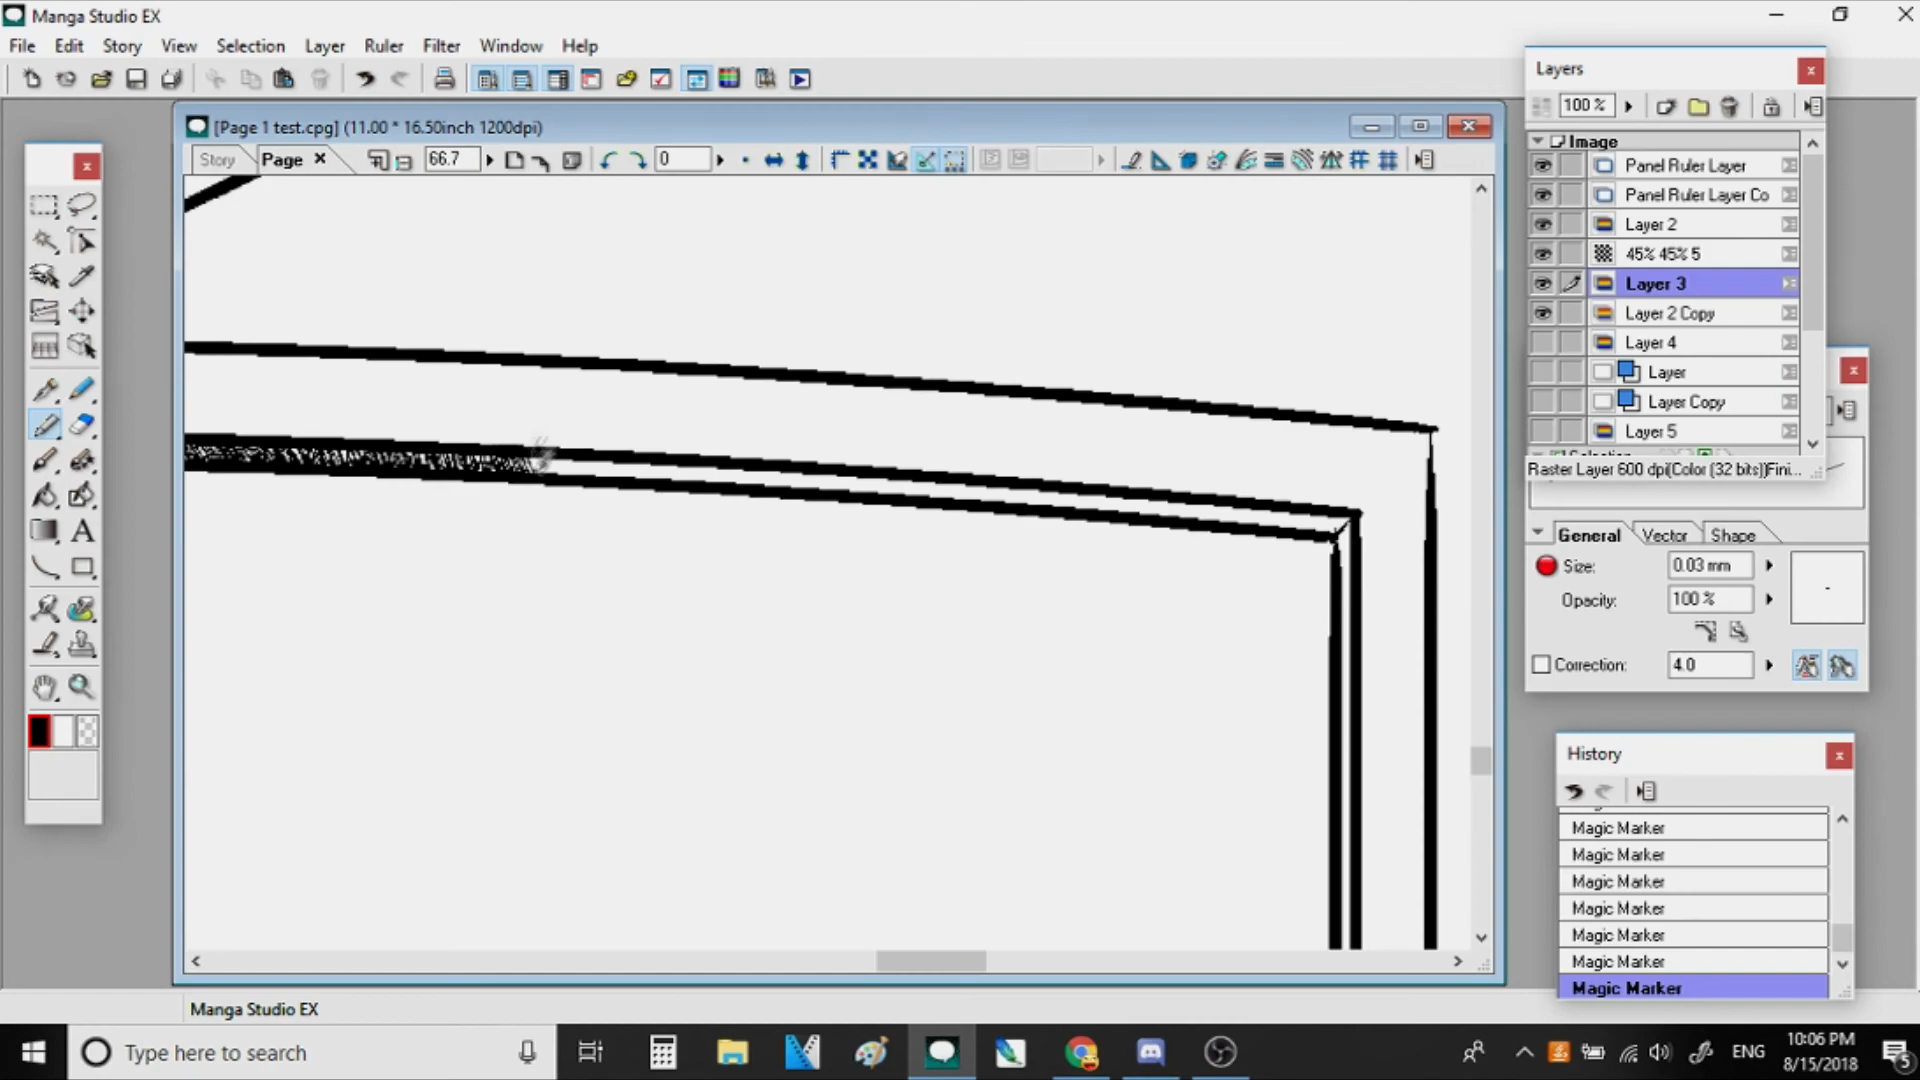 Manga Studio EX
File Edit Story View Selection Layer Ruler Filter Window Help
[Page 1 test.cpg] (11.00 * 16.50inch 1200dpi)
Story Page 66.7 0
Layers
100 %
Image
Panel Ruler Layer
Panel Ruler Layer Co
Layer 2
45% 45% 5
Layer 3
Layer 2 Copy
Layer 4
Layer
Layer Copy
Layer 5
Raster Layer 600 dpi(Color (32 bits))Fini...
General Vector Shape
Size: 0.03 mm
Opacity: 100 %
Correction: 4.0
History
Magic Marker
Magic Marker
Magic Marker
Magic Marker
Magic Marker
Magic Marker
Magic Marker
Manga Studio EX
Type here to search
ENG
10:06 PM
8/15/2018
5